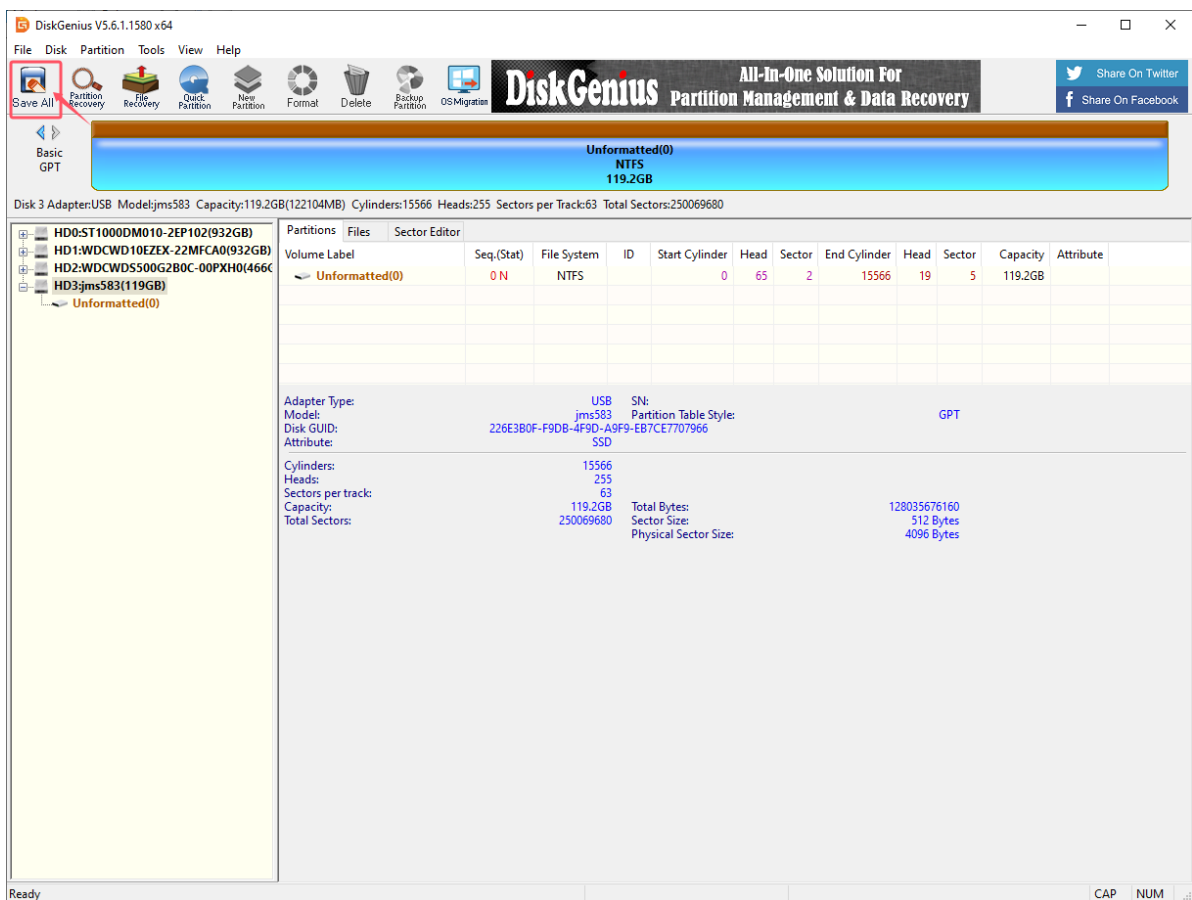 DiskGenius V5.6.1.1580 x64
File Disk Partition Tools View Help
Save All
Partition Recovery
File Recovery
Quick Partition
New Partition
Format
Delete
Backup Partition
OS Migration
DiskGenius
All-In-One Solution For
Partition Management & Data Recovery
Share On Twitter
Share On Facebook
Basic
GPT
Unformatted(0)
NTFS
119.2GB
Disk 3 Adapter:USB Model:jms583 Capacity:119.2GB(122104MB) Cylinders:15566 Heads:255 Sectors per Track:63 Total Sectors:250069680
HD0:ST1000DM010-2EP102(932GB)
HD1:WDCWD10EZEX-22MFCA0(932GB)
HD2:WDCWDS500G2B0C-00PXH0(466G
HD3:jms583(119GB)
Unformatted(0)
Partitions Files Sector Editor
Volume Label Seq.(Stat) File System ID Start Cylinder Head Sector End Cylinder Head Sector Capacity Attribute
Unformatted(0) 0 N NTFS 0 65 2 15566 19 5 119.2GB
Adapter Type: USB SN:
Model: jms583 Partition Table Style: GPT
Disk GUID: 226E3B0F-F9DB-4F9D-A9F9-EB7CE7707966
Attribute: SSD
Cylinders: 15566
Heads: 255
Sectors per track: 63
Capacity: 119.2GB Total Bytes: 128035676160
Total Sectors: 250069680 Sector Size: 512 Bytes
Physical Sector Size: 4096 Bytes
Ready CAP NUM